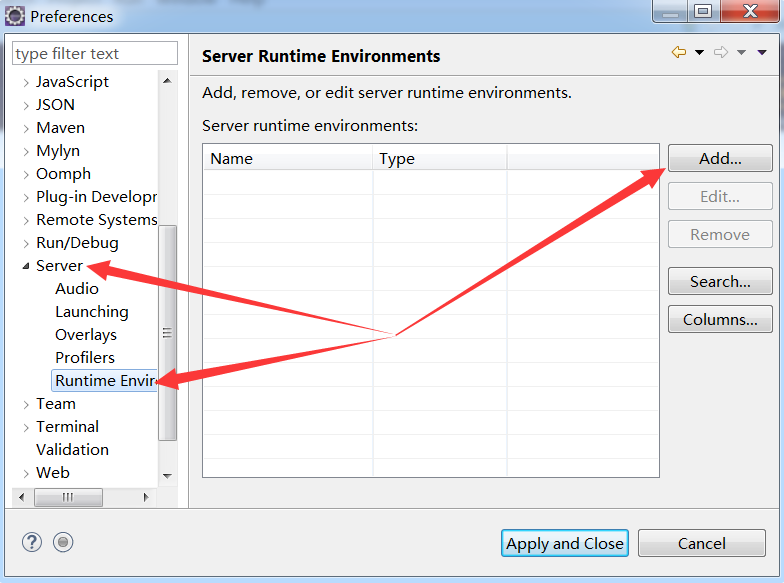 Preferences
type filter text
JavaScript
JSON
Maven
Mylyn
Oomph
Plug-in Developr
Remote Systems
Run/Debug
Server
Audio
Launching
Overlays
Profilers
Runtime Envir
Team
Terminal
Validation
Web
Server Runtime Environments
Add, remove, or edit server runtime environments.
Server runtime environments:
Name Type
Add...
Edit...
Remove
Search...
Columns...
Apply and Close Cancel